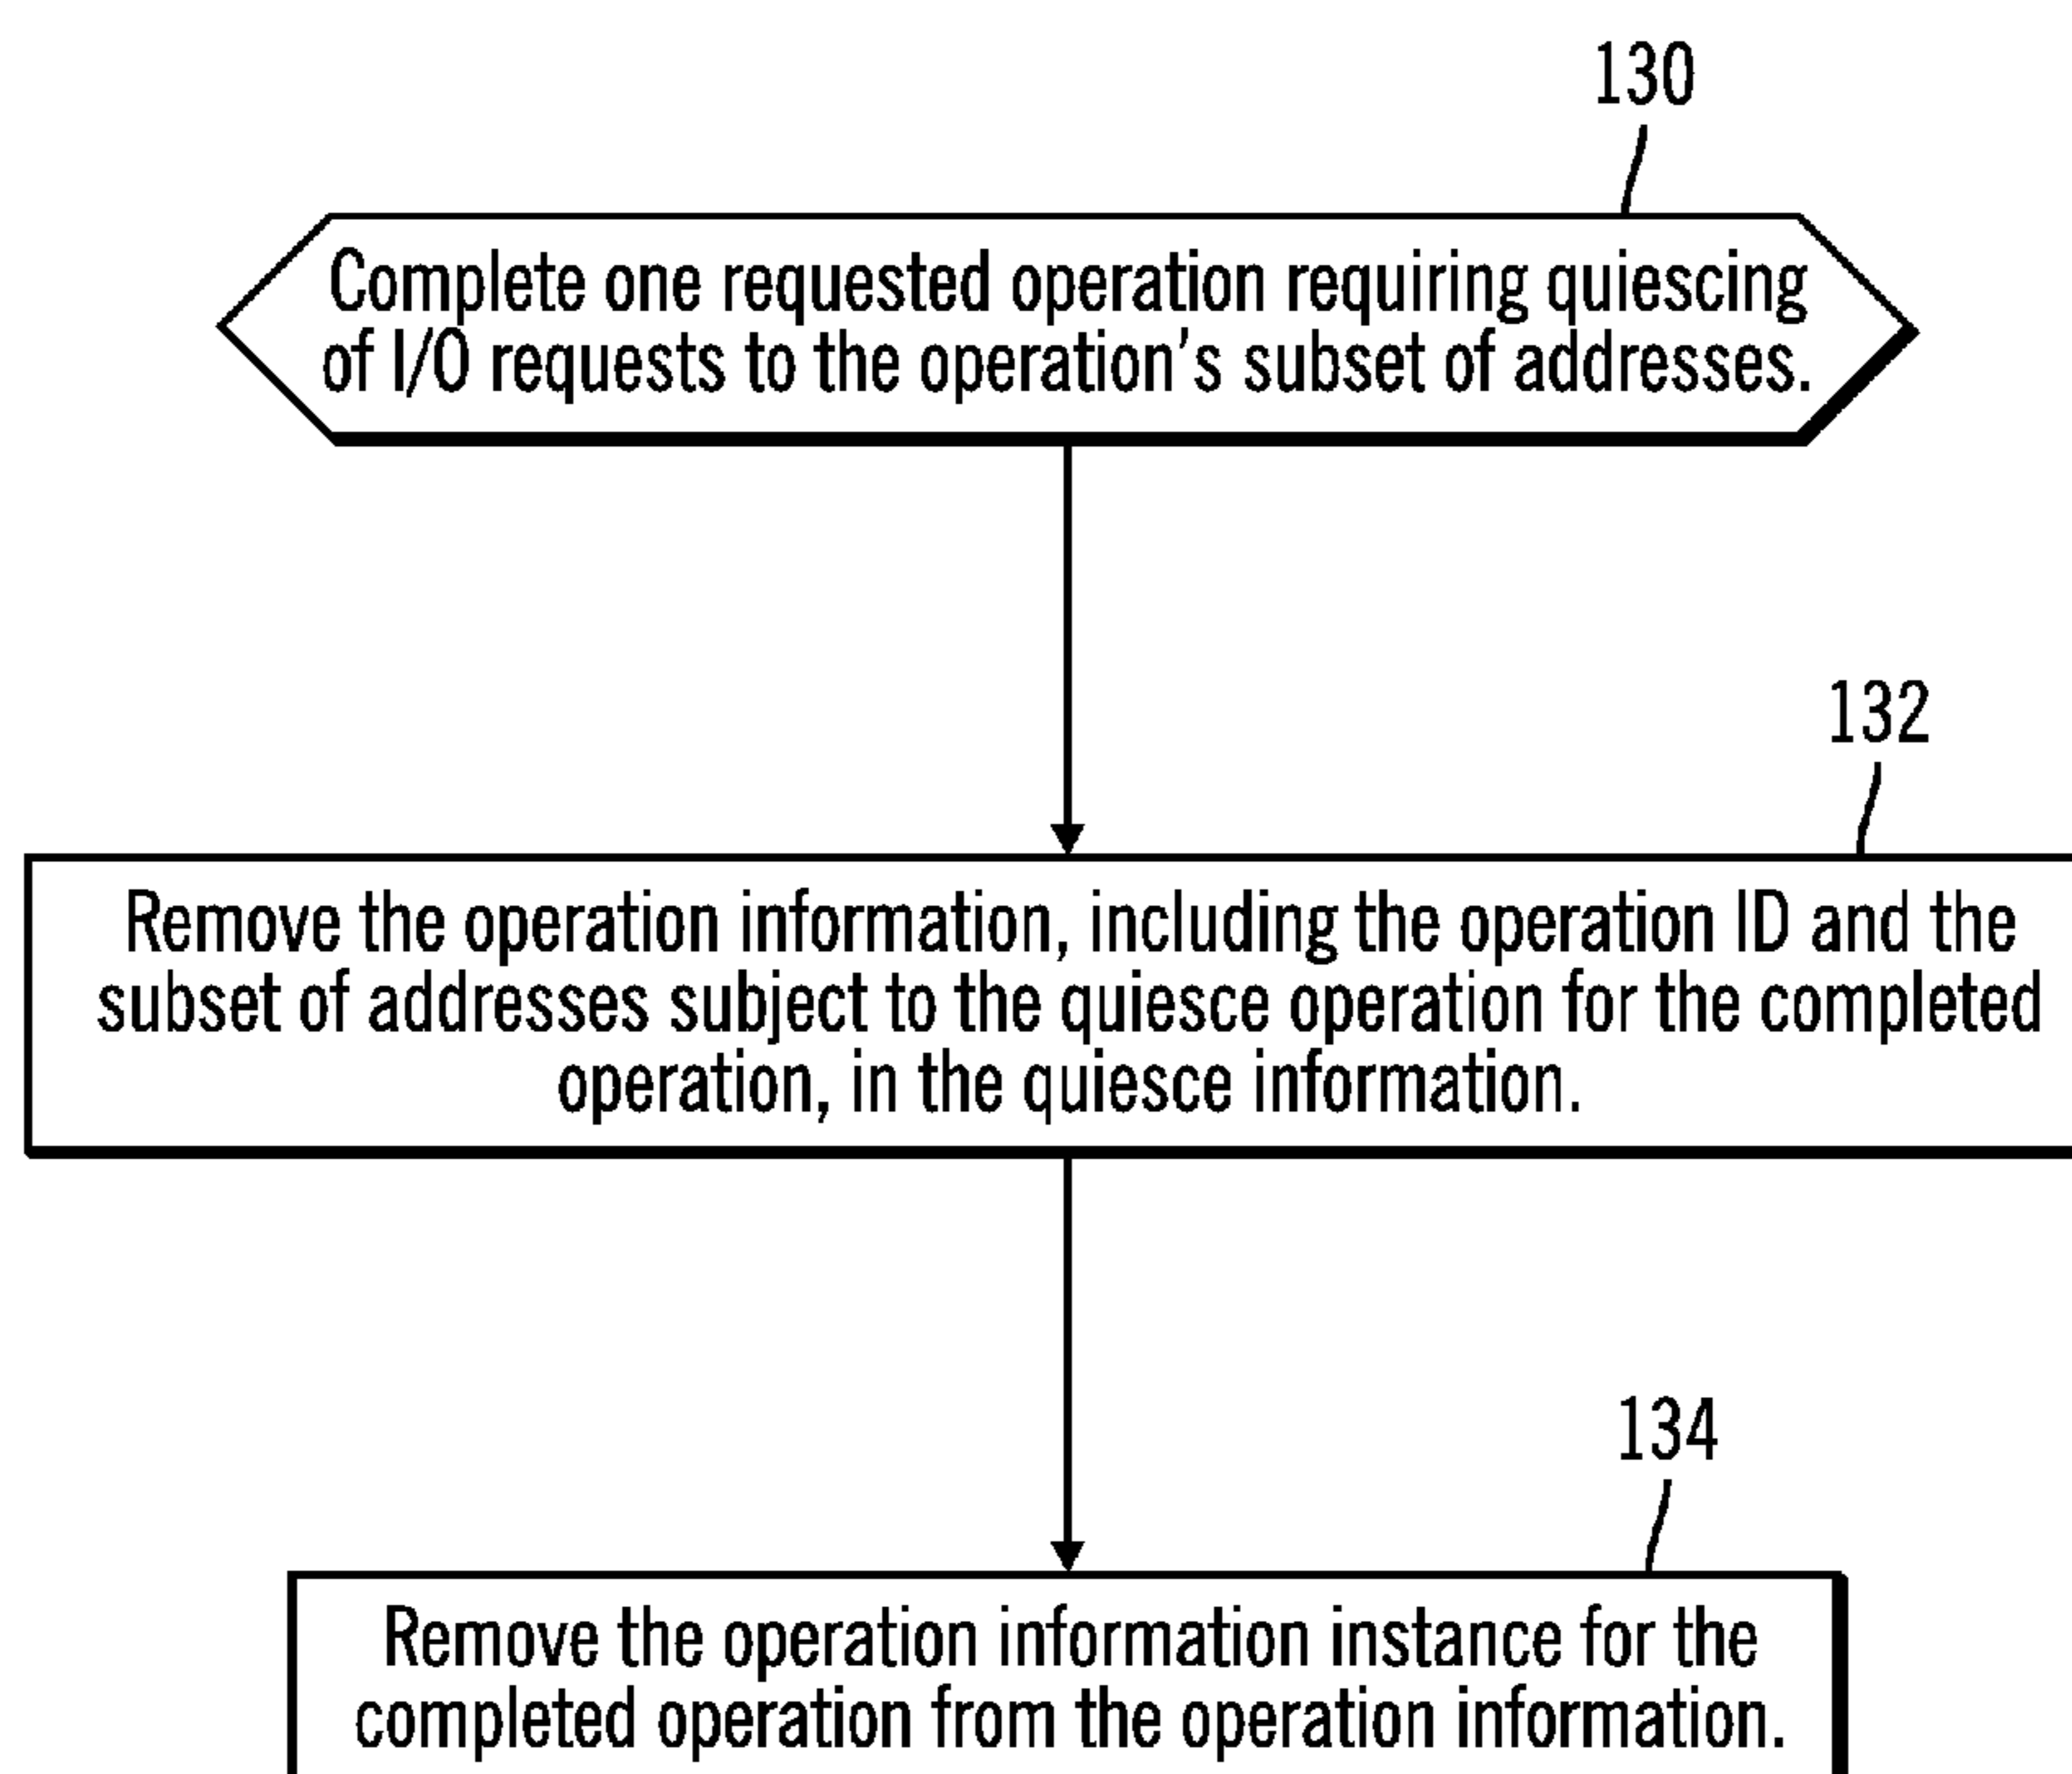 130
Complete one requested operation requiring quiescing
of I/O requests to the operation's subset of addresses.
132
Remove the operation information, including the operation ID and the
subset of addresses subject to the quiesce operation for the completed
operation, in the quiesce information.
134
Remove the operation information instance for the
completed operation from the operation information.